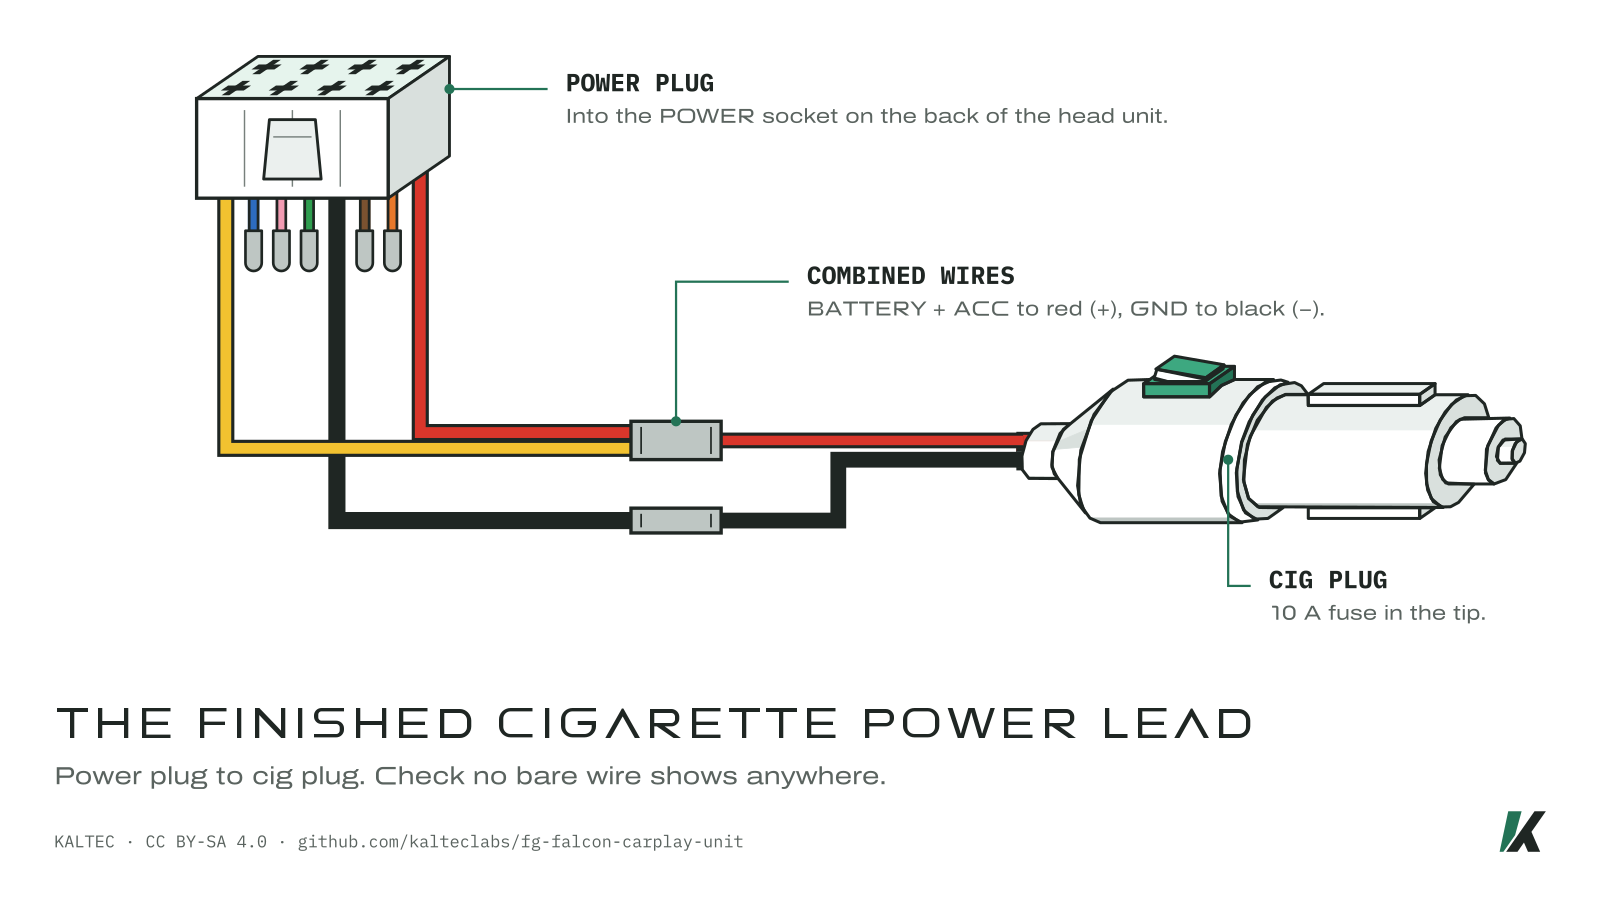 POWER PLUG
Into the POWER socket on the back of the head unit.
COMBINED WIRES
BATTERY + ACC to red (+), GND to black (−).
CIG PLUG
10 A fuse in the tip.
THE FINISHED CIGARETTE POWER LEAD
Power plug to cig plug. Check no bare wire shows anywhere.
KALTEC · CC BY-SA 4.0 · github.com/kalteclabs/fg-falcon-carplay-unit
K